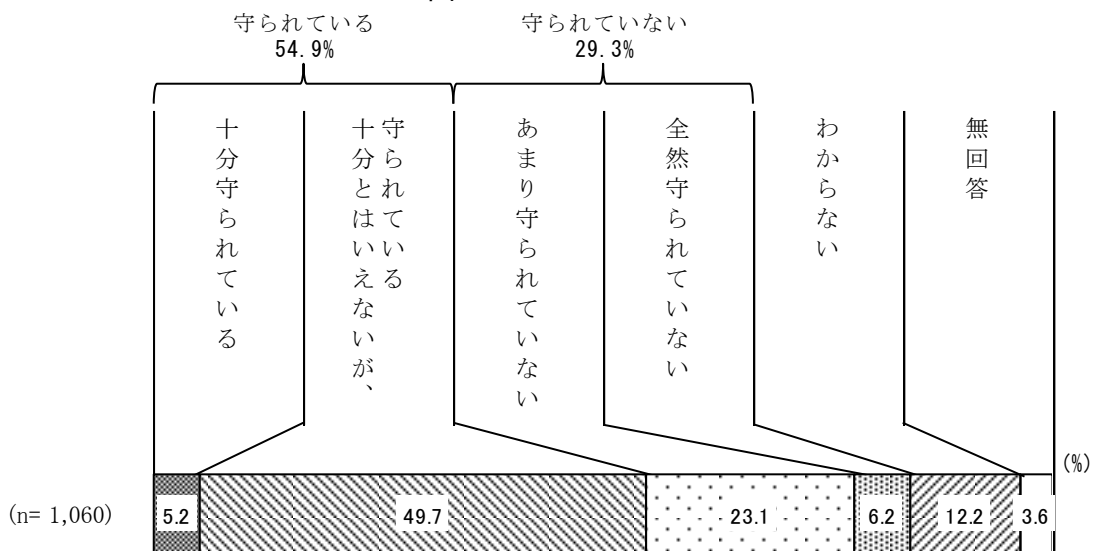 守られている
54.9%
守られていない
29.3%
十分守られている
十分とはいえないが、
守られている
あまり守られていない
全然守られていない
わからない
無回答
(%)
(n= 1,060)
5.2
49.7
23.1
6.2
12.2
3.6